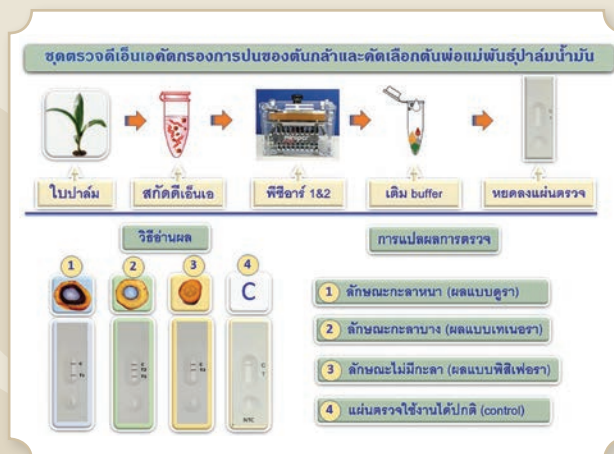 ชุดตรวจดีเอ็นเอคัดกรองการปนของต้นกล้าและคัดเลือกต้นพ่อแม่พันธุ์ปาล์มน้ำมัน
ใบปาล์ม
สกัดดีเอ็นเอ
พีซีอาร์ 1&2
เติม buffer
หยดลงแผ่นตรวจ
วิธีอ่านผล
1
2
3
4
C
C
T
NTC
การแปลผลการตรวจ
1 ลักษณะกะลาหนา (ผลแบบดูรา)
2 ลักษณะกะลาบาง (ผลแบบเทเนอรา)
3 ลักษณะไม่มีกะลา (ผลแบบฟิสิเฟอรา)
4 แผ่นตรวจใช้งานได้ปกติ (control)